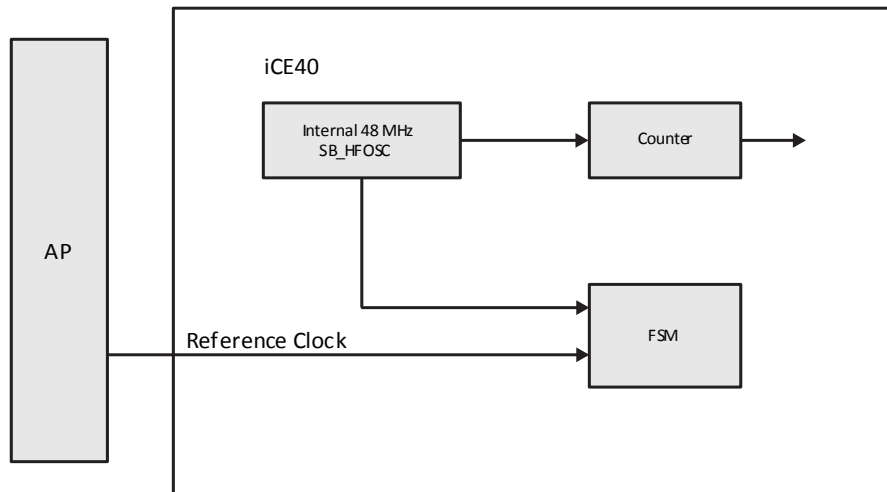 iCE40
Internal 48 MHz
SB_HFOSC
Counter
AP
FSM
Reference Clock